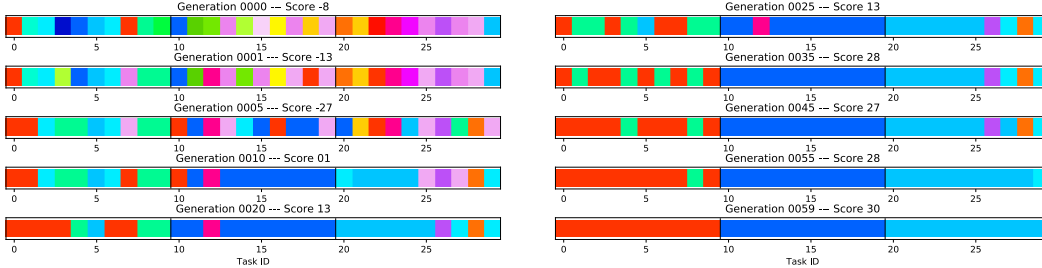 Generation 0000 --- Score -8
0 5 10 15 20 25
Generation 0001 --- Score -13
0 5 10 15 20 25
Generation 0005 --- Score -27
0 5 10 15 20 25
Generation 0010 --- Score 01
0 5 10 15 20 25
Generation 0020 --- Score 13
0 5 10 15 20 25
Task ID
Generation 0025 --- Score 13
0 5 10 15 20 25
Generation 0035 --- Score 28
0 5 10 15 20 25
Generation 0045 --- Score 27
0 5 10 15 20 25
Generation 0055 --- Score 28
0 5 10 15 20 25
Generation 0059 --- Score 30
0 5 10 15 20 25
Task ID